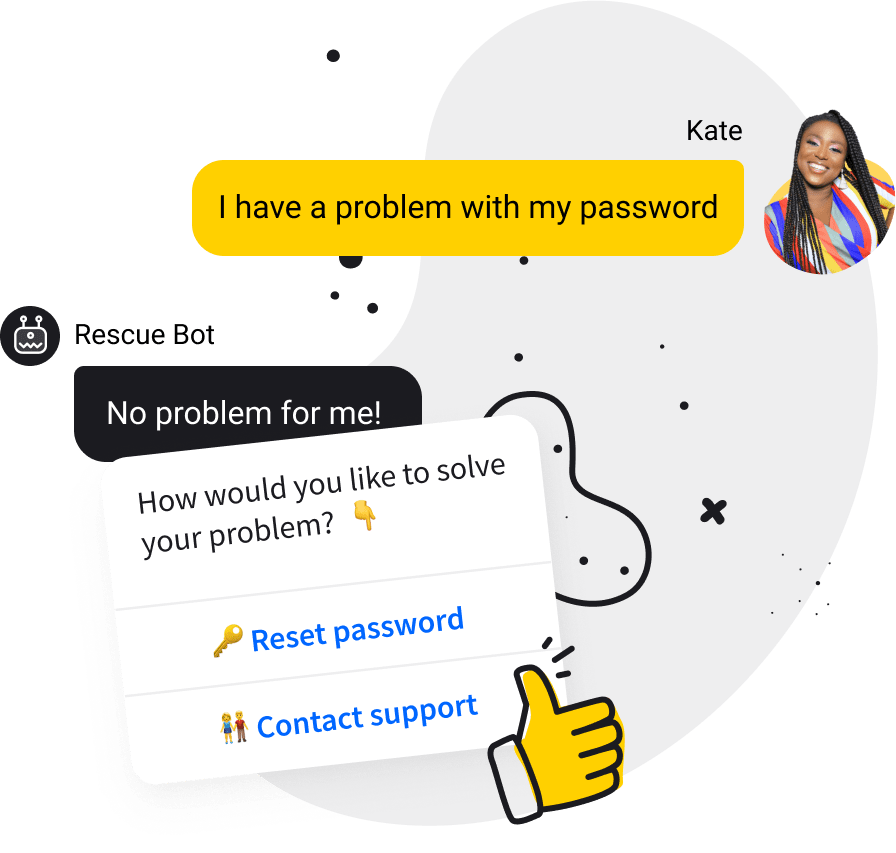 Kate
I have a problem with my password
Rescue Bot
No problem for me!
How would you like to solve
your problem? 👇
🔑 Reset password
👫 Contact support